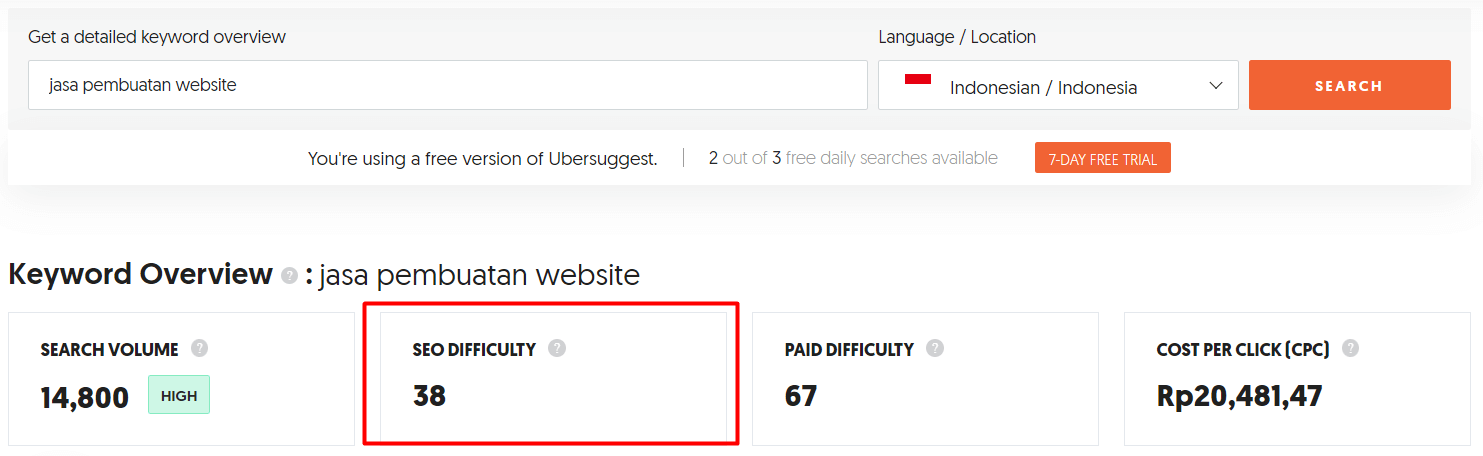 Get a detailed keyword overview
Language / Location
jasa pembuatan website
Indonesian / Indonesia
SEARCH
You're using a free version of Ubersuggest.
2 out of 3 free daily searches available
7-DAY FREE TRIAL
Keyword Overview ? : jasa pembuatan website
SEARCH VOLUME ?
14,800 HIGH
SEO DIFFICULTY ?
38
PAID DIFFICULTY ?
67
COST PER CLICK (CPC) ?
Rp20,481,47